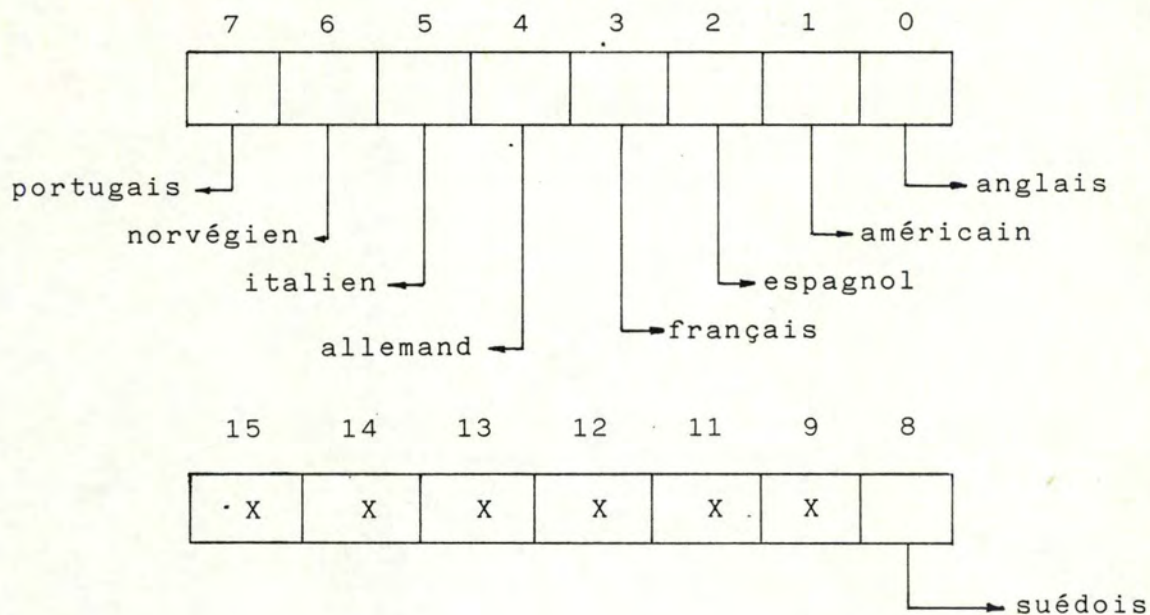 7 6 5 4 3 2 1 0
portugais anglais
norvégien américain
italien espagnol
allemand français
15 14 13 12 11 9 8
X X X X X X
suédois